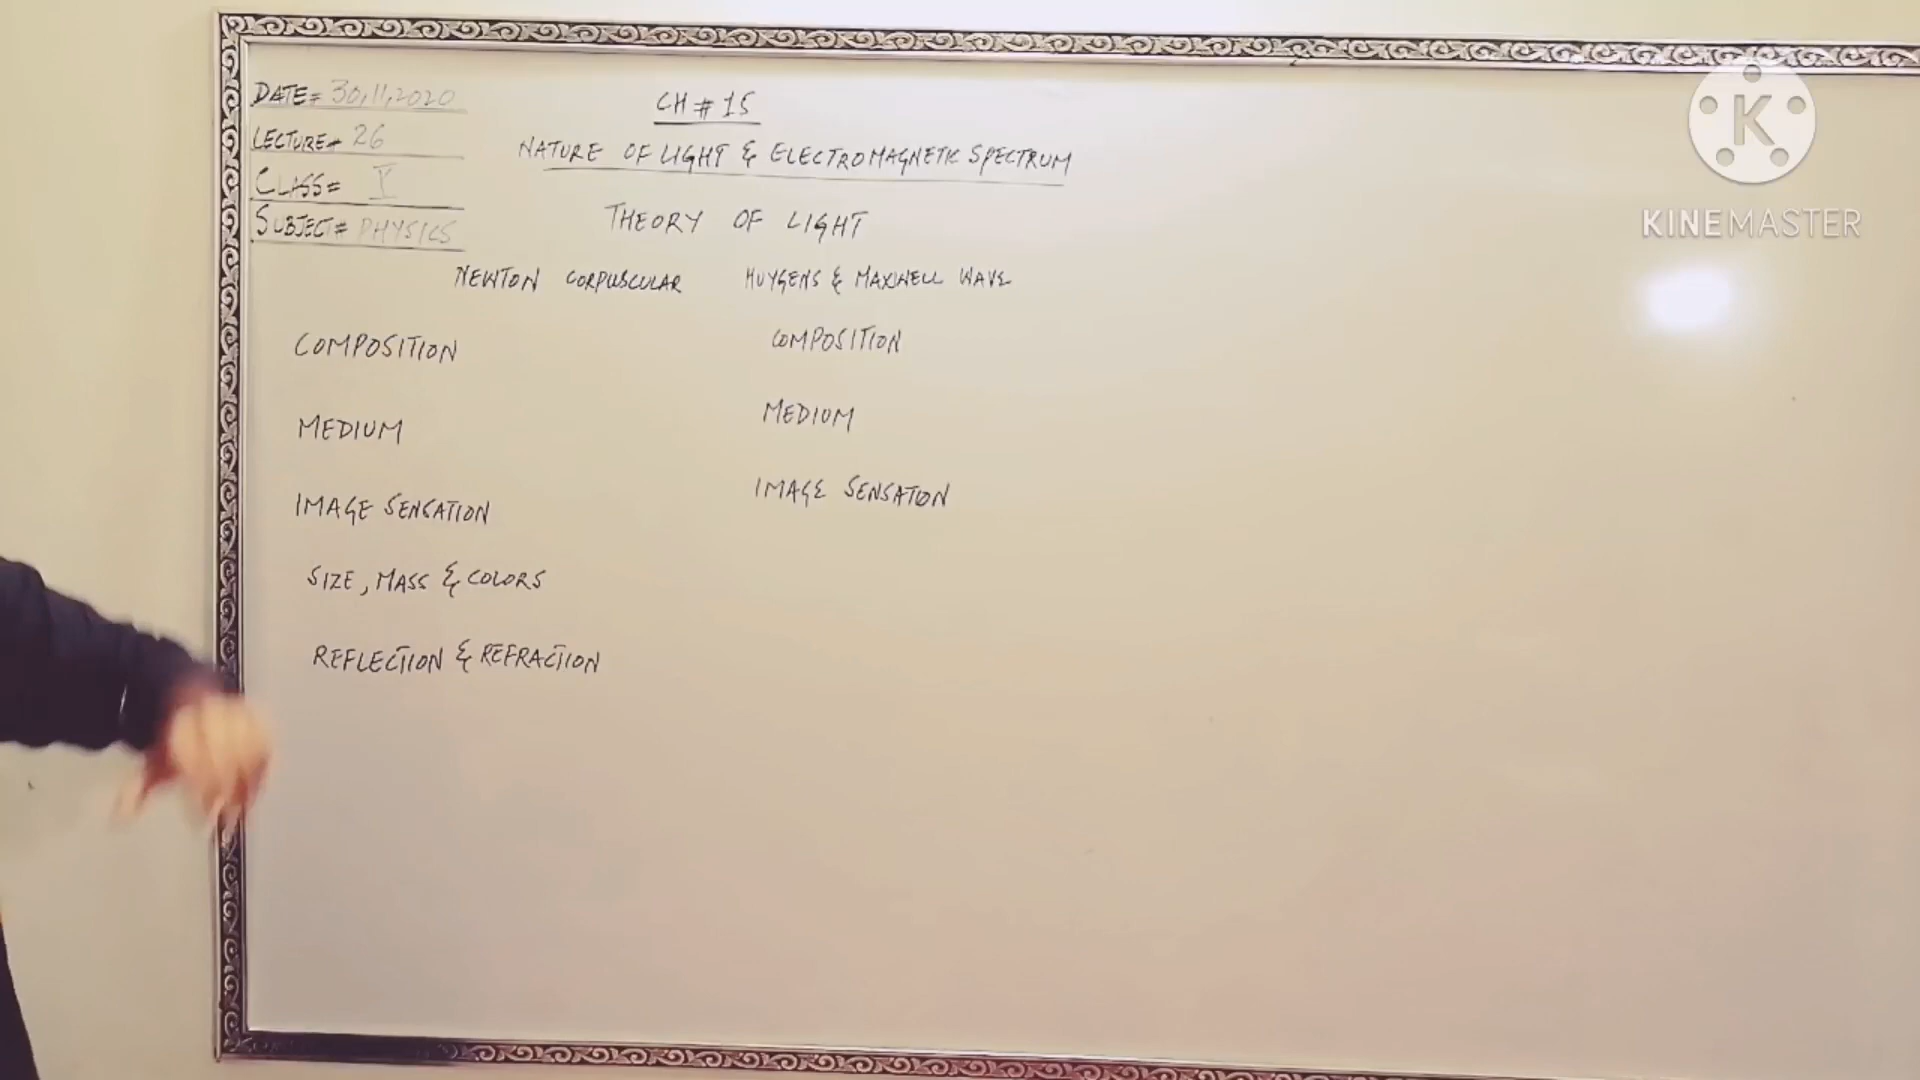 DATE= 30,11,2020
LECTURE# 26
CLASS= X
SUBJECT# PHYSICS
CH # 15
NATURE OF LIGHT & ELECTROMAGNETIC SPECTRUM
THEORY OF LIGHT
NEWTON CORPUSCULAR
COMPOSITION
MEDIUM
IMAGE SENSATION
SIZE, MASS & COLORS
REFLECTION & REFRACTION
HUYGENS & MAXWELL WAVE
COMPOSITION
MEDIUM
IMAGE SENSATION
K
KINEMASTER